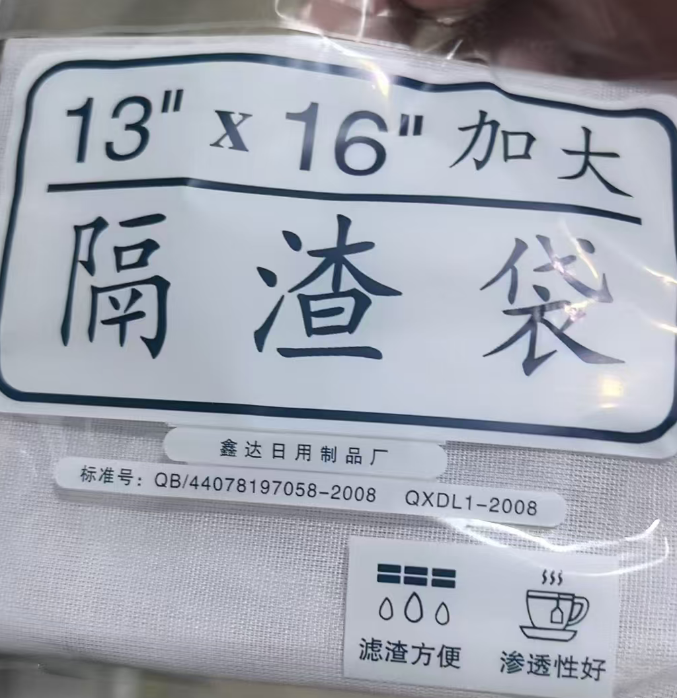 13" x 16" 加大
隔渣袋
鑫达日用制品厂
标准号：QB/44078197058-2008 QXDL1-2008
滤渣方便 渗透性好